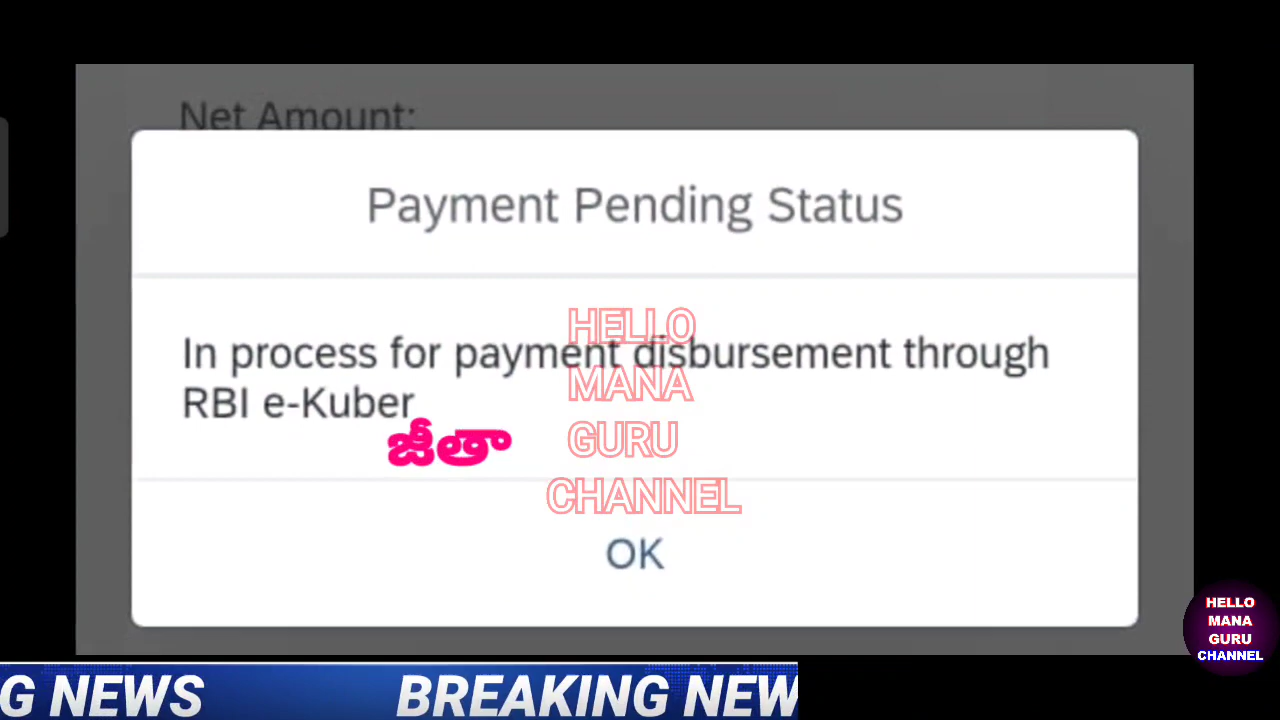 Net Amount:
Payment Pending Status
In process for payment disbursement through
RBI e-Kuber
జీతా
HELLO
MANA
GURU
CHANNEL
OK
HELLO
MANA
GURU
CHANNEL
G NEWS BREAKING NEW